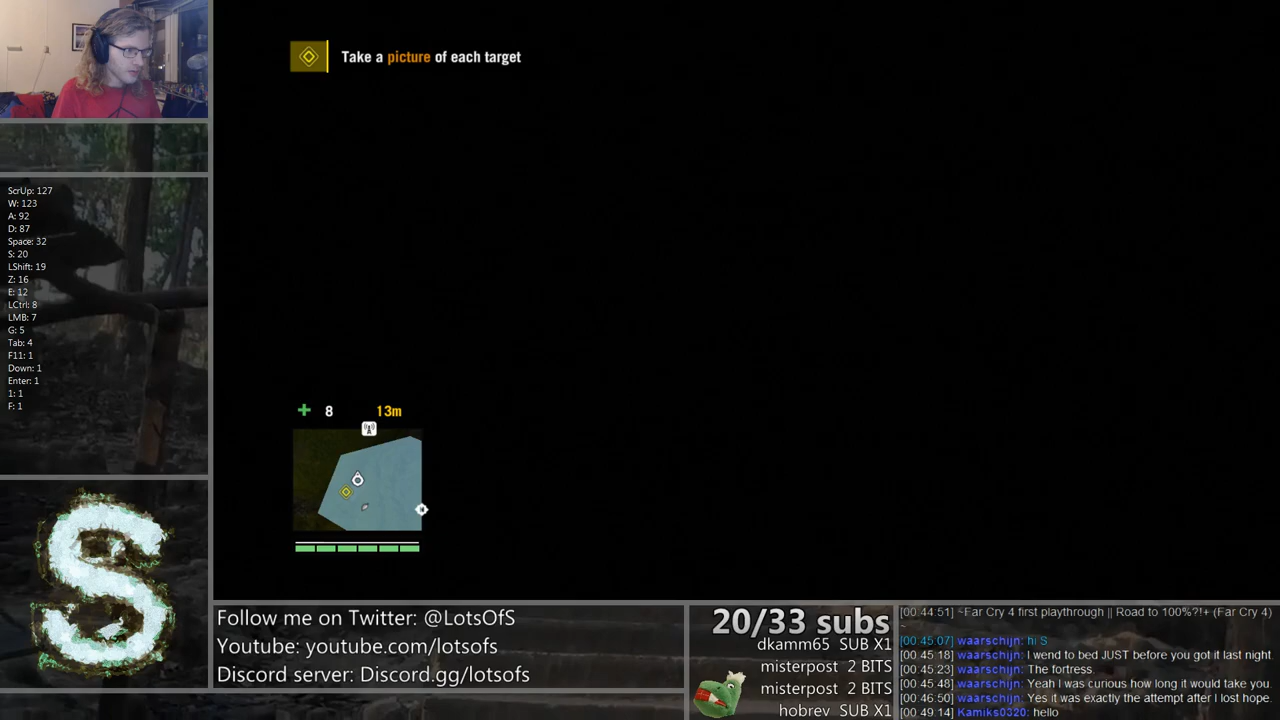 Take a picture of each target
ScrUp: 127
W: 123
A: 92
D: 87
Space: 32
S: 20
LShift: 19
Z: 16
E: 12
LCtrl: 8
LMB: 7
G: 5
Tab: 4
F11: 1
Down: 1
Enter: 1
1: 1
F: 1
8
13m
S
Follow me on Twitter: @LotsOfS
Youtube: youtube.com/lotsofs
Discord server: Discord.gg/lotsofs
20/33 subs
dkamm65 SUB X1
misterpost 2 BITS
misterpost 2 BITS
hobrev SUB X1
[00:44:51] ~Far Cry 4 first playthrough || Road to 100%?!+ (Far Cry 4)
~
[00:45:07] waarschijn: hi S
[00:45:18] waarschijn: I wend to bed JUST before you got it last night.
[00:45:23] waarschijn: The fortress.
[00:45:48] waarschijn: Yeah I was curious how long it would take you.
[00:46:50] waarschijn: Yes it was exactly the attempt after I lost hope.
[00:49:14] Kamiks0320: hello